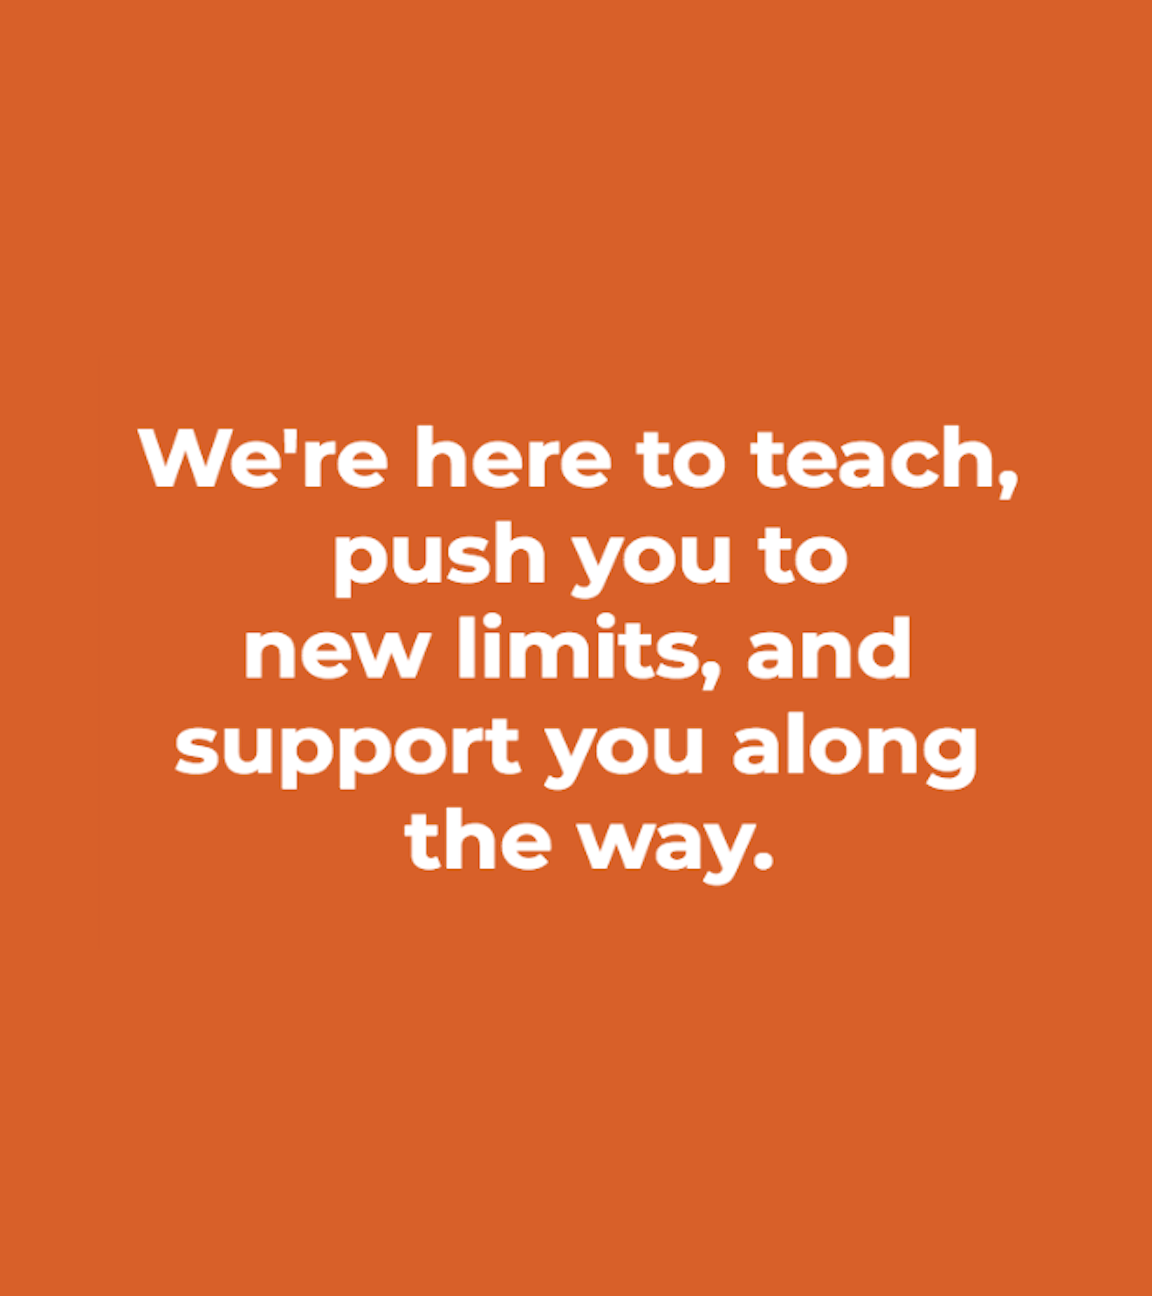 We're here to teach,
push you to
new limits, and
support you along
the way.